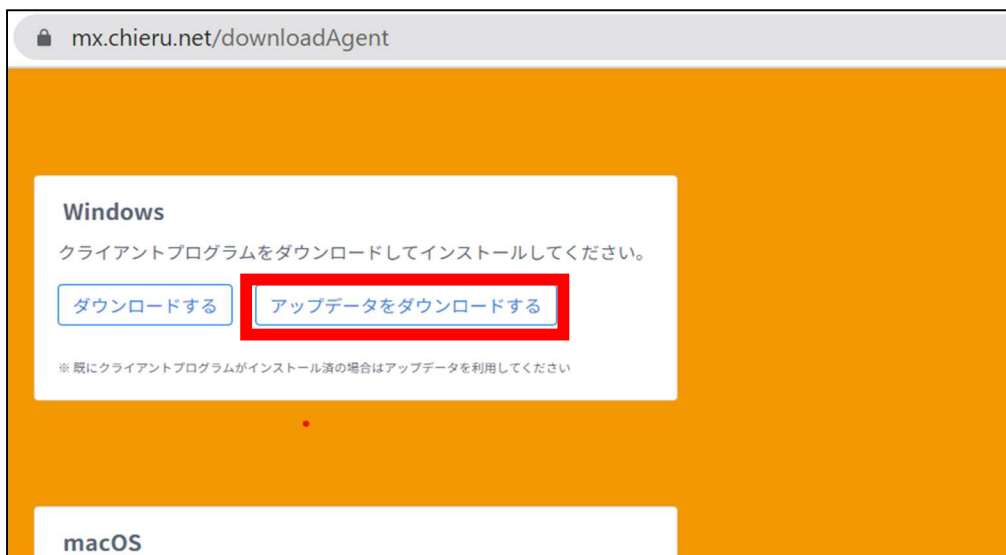 mx.chieru.net/downloadAgent
Windows
クライアントプログラムをダウンロードしてインストールしてください。
ダウンロードする
アップデータをダウンロードする
※ 既にクライアントプログラムがインストール済の場合はアップデータを利用してください
macOS